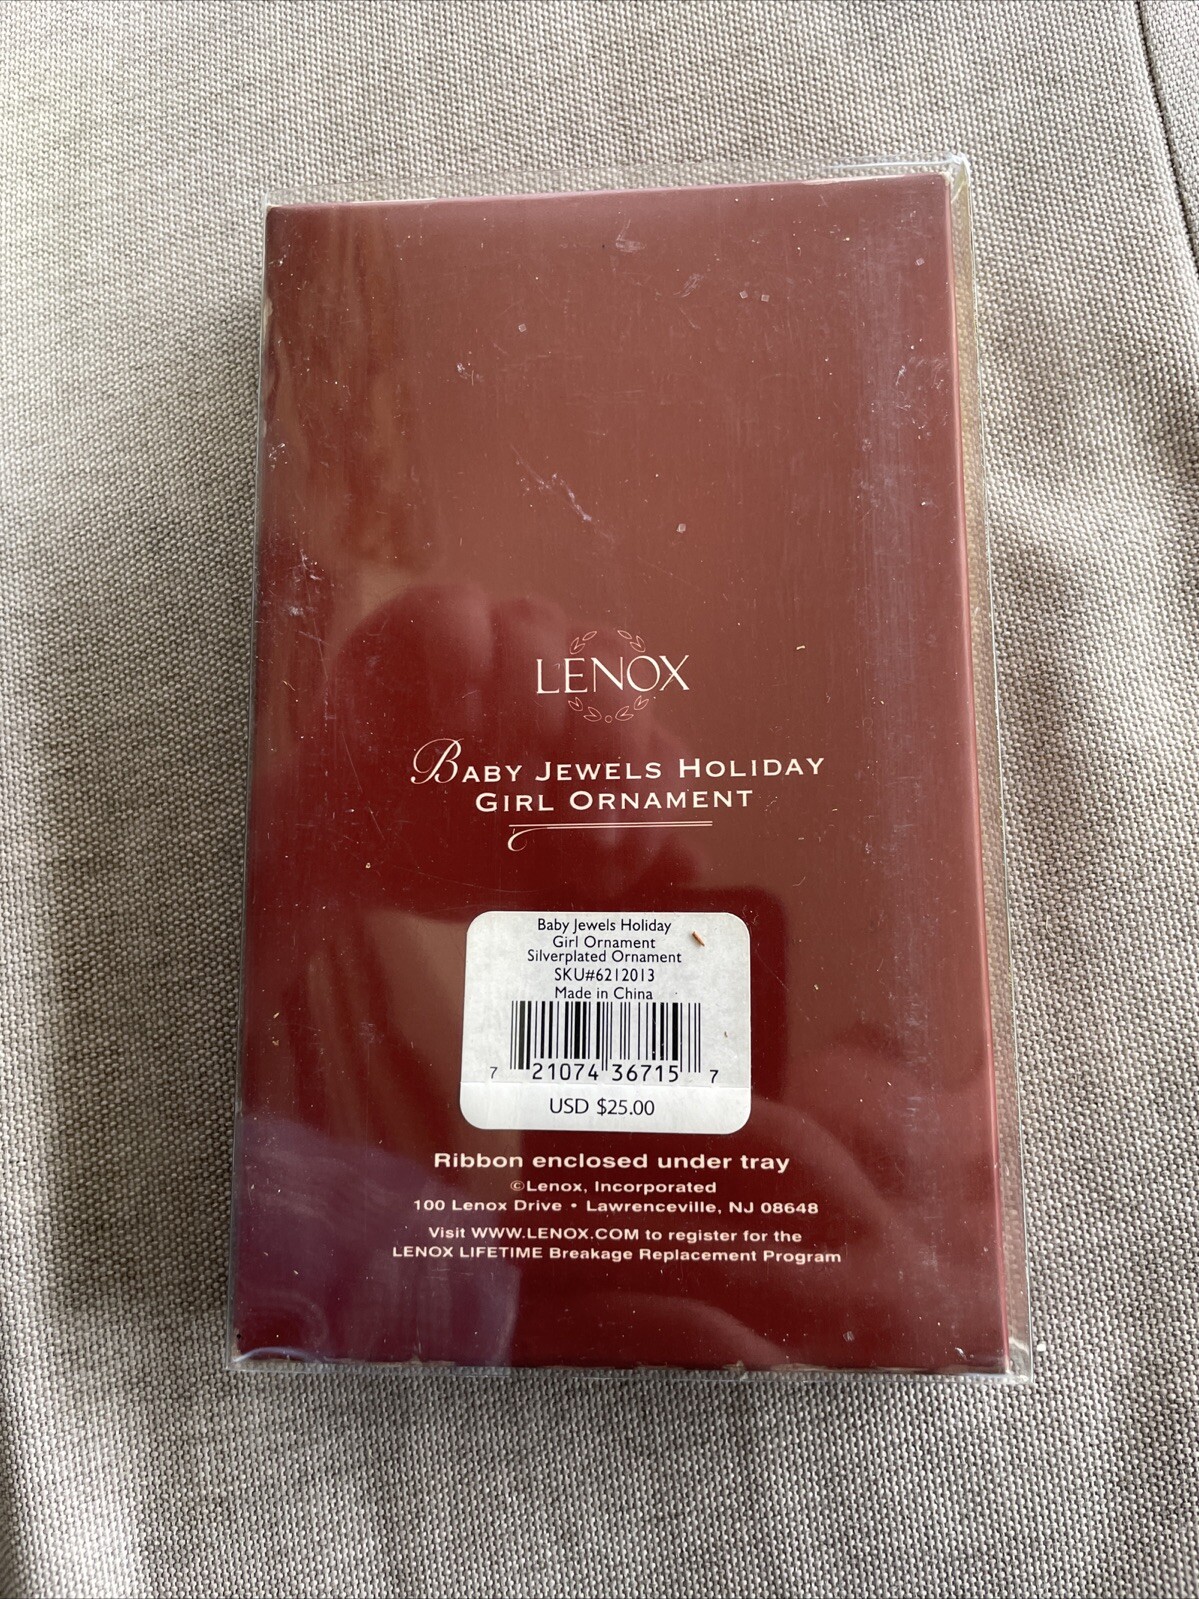 LENOX
BABY JEWELS HOLIDAY
GIRL ORNAMENT
Baby Jewels Holiday
Girl Ornament
Silverplated Ornament
SKU#6212013
Made in China
7 21074 36715 7
USD $25.00
Ribbon enclosed under tray
©Lenox, Incorporated
100 Lenox Drive • Lawrenceville, NJ 08648
Visit WWW.LENOX.COM to register for the
LENOX LIFETIME Breakage Replacement Program